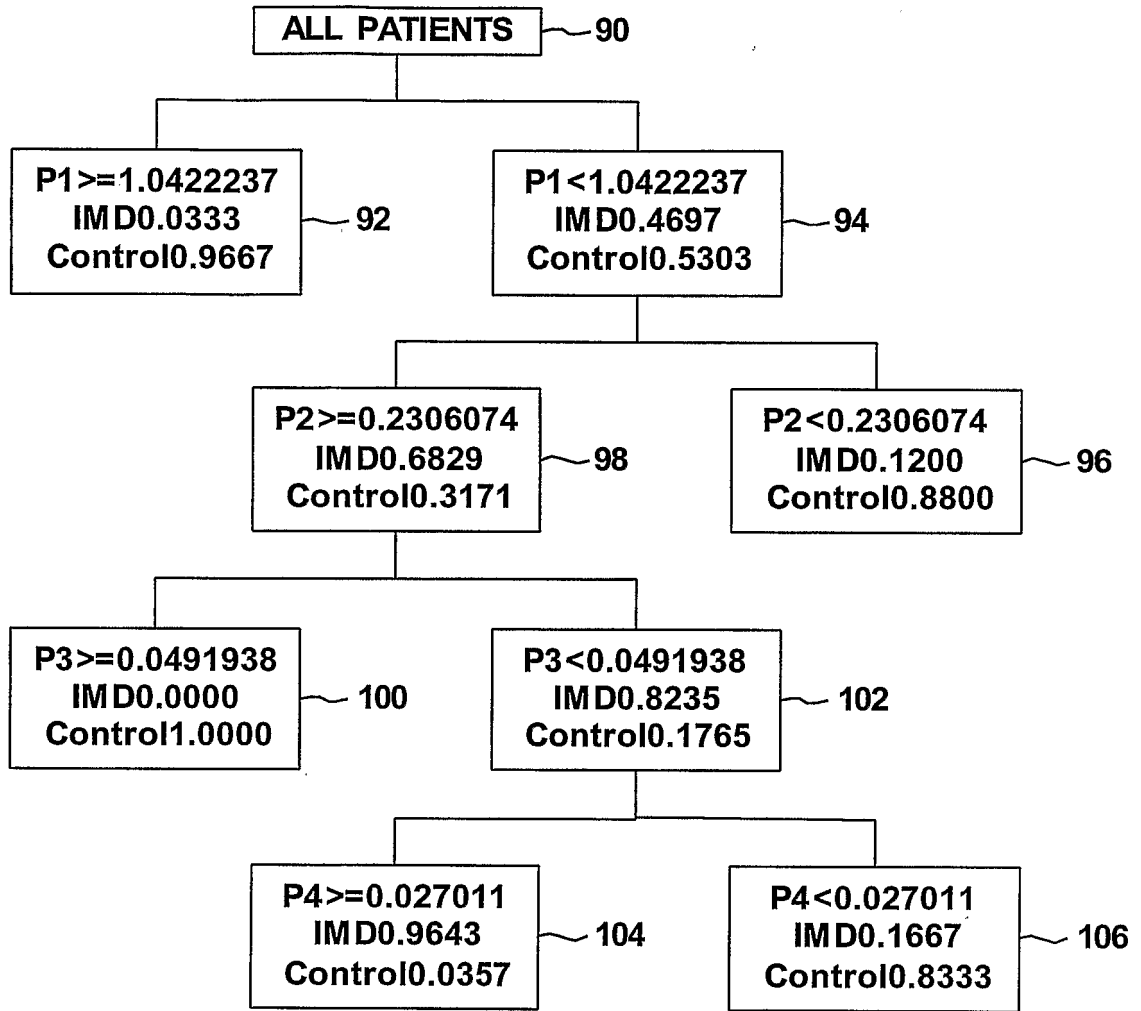 ALL PATIENTS
90
P1>=1.0422237
IMD0.0333
Control0.9667
92
P1<1.0422237
IMD0.4697
Control0.5303
94
P2>=0.2306074
IMD0.6829
Control0.3171
98
P2<0.2306074
IMD0.1200
Control0.8800
96
P3>=0.0491938
IMD0.0000
Control1.0000
100
P3<0.0491938
IMD0.8235
Control0.1765
102
P4>=0.027011
IMD0.9643
Control0.0357
104
P4<0.027011
IMD0.1667
Control0.8333
106